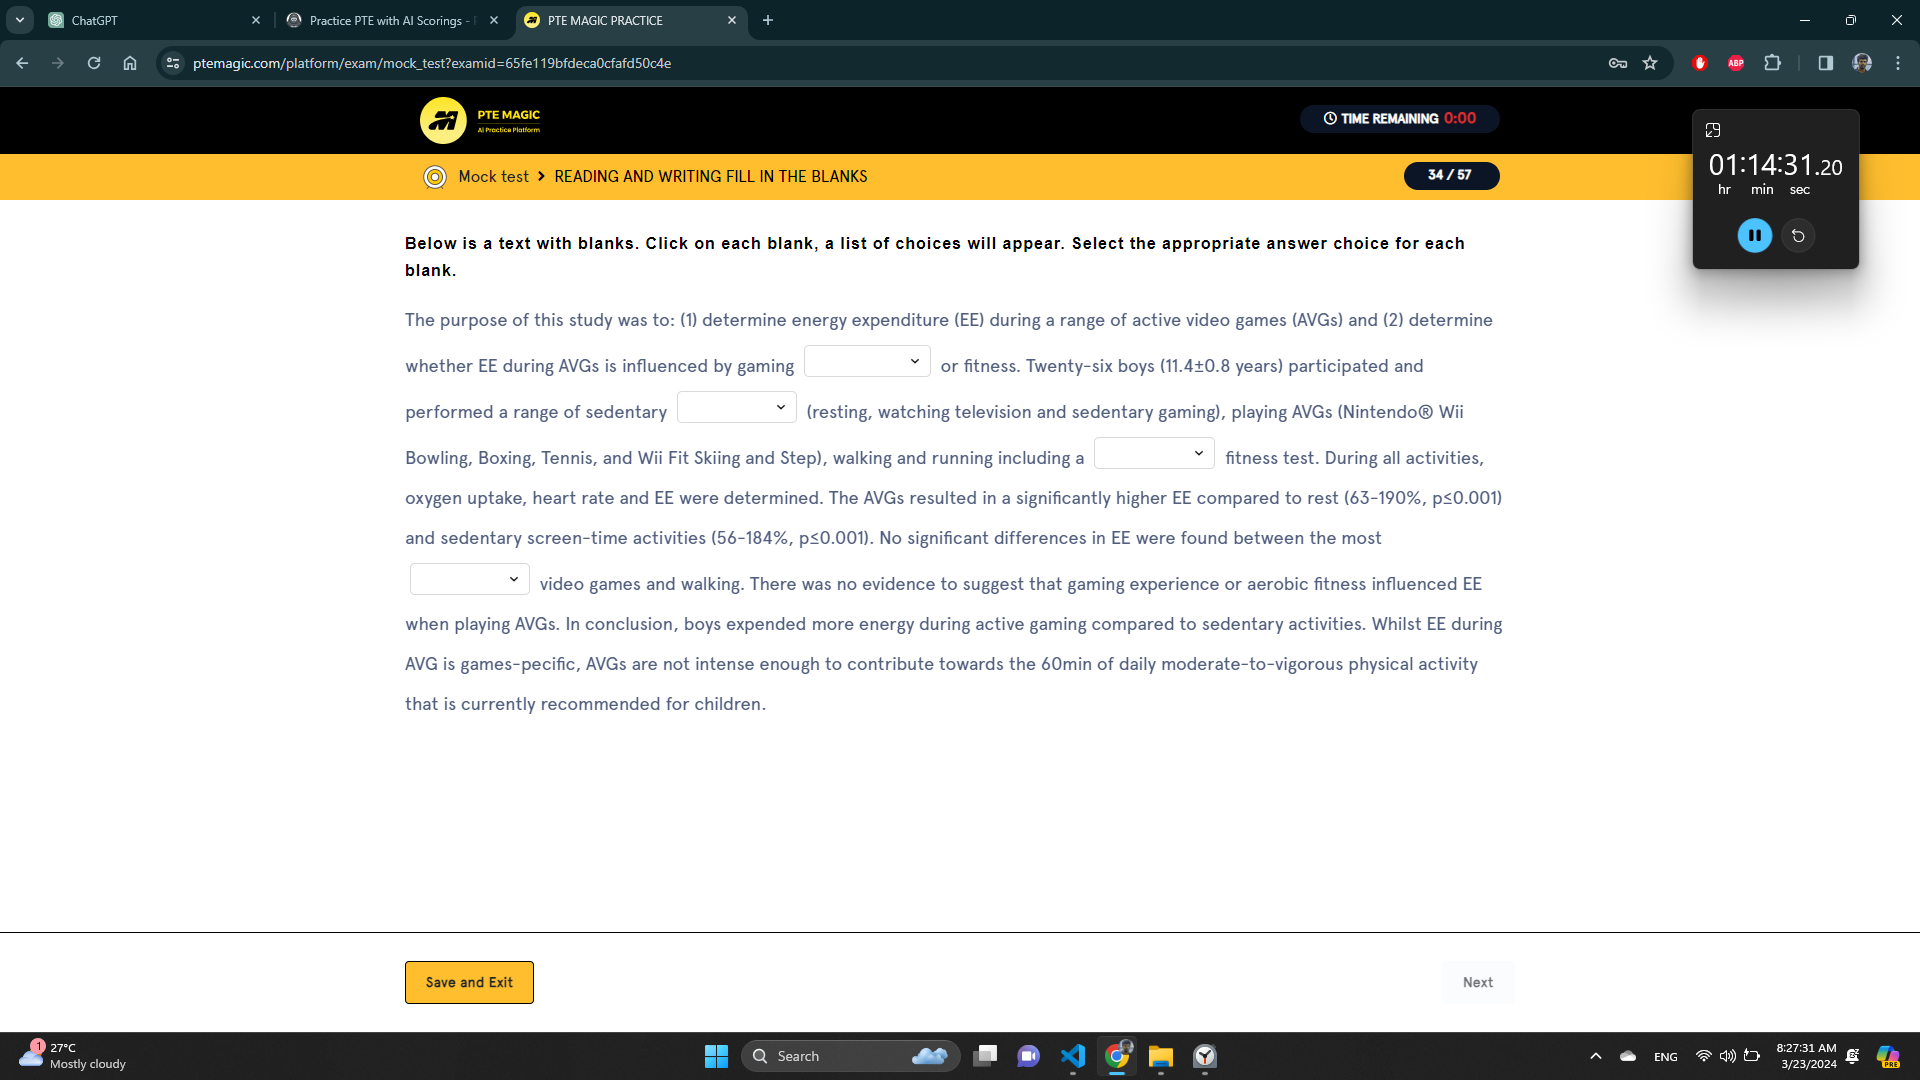 ChatGPT
Practice PTE with AI Scorings -
PTE MAGIC PRACTICE
ptemagic.com/platform/exam/mock_test?examid=65fe119bfdeca0cfafd50c4e
ABP
PTE MAGIC
AI Practice Platform
TIME REMAINING 0:00
Mock test > READING AND WRITING FILL IN THE BLANKS
34 / 57
01:14:31.20
hr min sec
Below is a text with blanks. Click on each blank, a list of choices will appear. Select the appropriate answer choice for each
blank.
The purpose of this study was to: (1) determine energy expenditure (EE) during a range of active video games (AVGs) and (2) determine
whether EE during AVGs is influenced by gaming or fitness. Twenty-six boys (11.4±0.8 years) participated and
performed a range of sedentary (resting, watching television and sedentary gaming), playing AVGs (Nintendo® Wii
Bowling, Boxing, Tennis, and Wii Fit Skiing and Step), walking and running including a fitness test. During all activities,
oxygen uptake, heart rate and EE were determined. The AVGs resulted in a significantly higher EE compared to rest (63-190%, p≤0.001)
and sedentary screen-time activities (56-184%, p≤0.001). No significant differences in EE were found between the most
video games and walking. There was no evidence to suggest that gaming experience or aerobic fitness influenced EE
when playing AVGs. In conclusion, boys expended more energy during active gaming compared to sedentary activities. Whilst EE during
AVG is games-pecific, AVGs are not intense enough to contribute towards the 60min of daily moderate-to-vigorous physical activity
that is currently recommended for children.
Save and Exit
Next
1
27°C
Mostly cloudy
Search
ENG
8:27:31 AM
3/23/2024
PRE